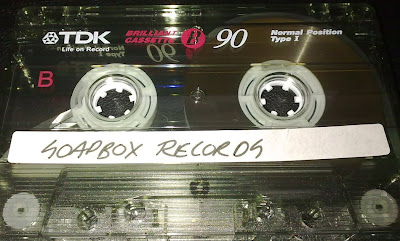 TDK
Life on Record
BRILLIANT
CASSETTE
90
Normal Position
Type I
B
SOAPBOX RECORDS